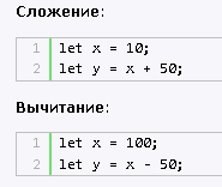 Сложение:
1 let x = 10;
2 let y = x + 50;
Вычитание:
1 let x = 100;
2 let y = x - 50;